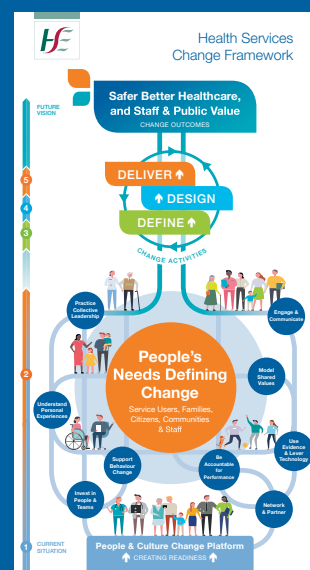 HE
Health Services
Change Framework
FUTURE
VISION
Safer Better Healthcare,
and Staff & Public Value
CHANGE OUTCOMES
5
DELIVER
4
DESIGN
3
DEFINE
CHANGE ACTIVITIES
Practice
Collective
Leadership
Engage &
Communicate
2
People's
Needs Defining
Change
Service Users, Families,
Citizens, Communities
& Staff
Model
Shared
Values
Understand
Personal
Experiences
Use
Evidence
& Lever
Technology
Support
Behaviour
Change
Be
Accountable
for
Performance
Invest in
People &
Teams
Network
& Partner
1
CURRENT
SITUATION
People & Culture Change Platform
CREATING READINESS